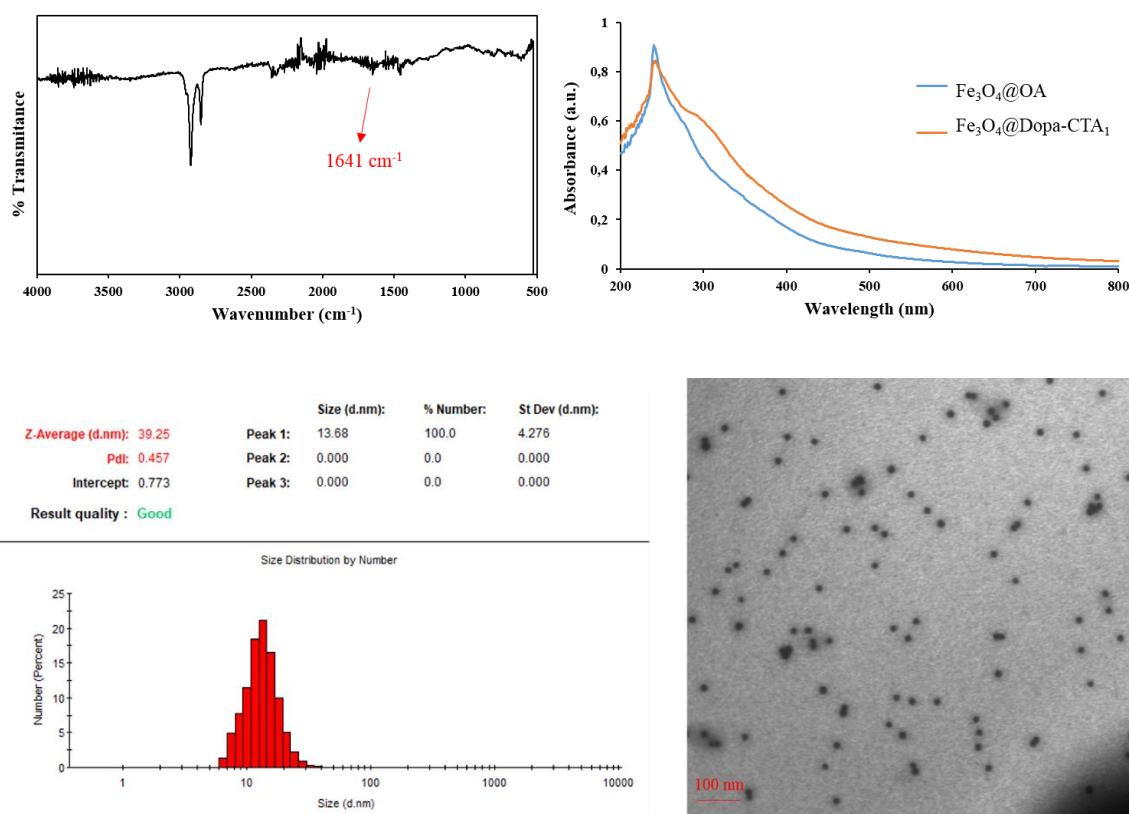 % Transmitance
1641 cm-1
4000 3500 3000 2500 2000 1500 1000 500
Wavenumber (cm-1)
Absorbance (a.u.)
1
0,8
0,6
0,4
0,2
0
Fe3O4@OA
Fe3O4@Dopa-CTA1
200 300 400 500 600 700 800
Wavelength (nm)
Size (d.nm): % Number: St Dev (d.nm):
Z-Average (d.nm): 39.25 Peak 1: 13.68 100.0 4.276
PdI: 0.457 Peak 2: 0.000 0.0 0.000
Intercept: 0.773 Peak 3: 0.000 0.0 0.000
Result quality : Good
Size Distribution by Number
Number (Percent)
25
20
15
10
5
0
1 10 100 1000 10000
Size (d.nm)
100 nm